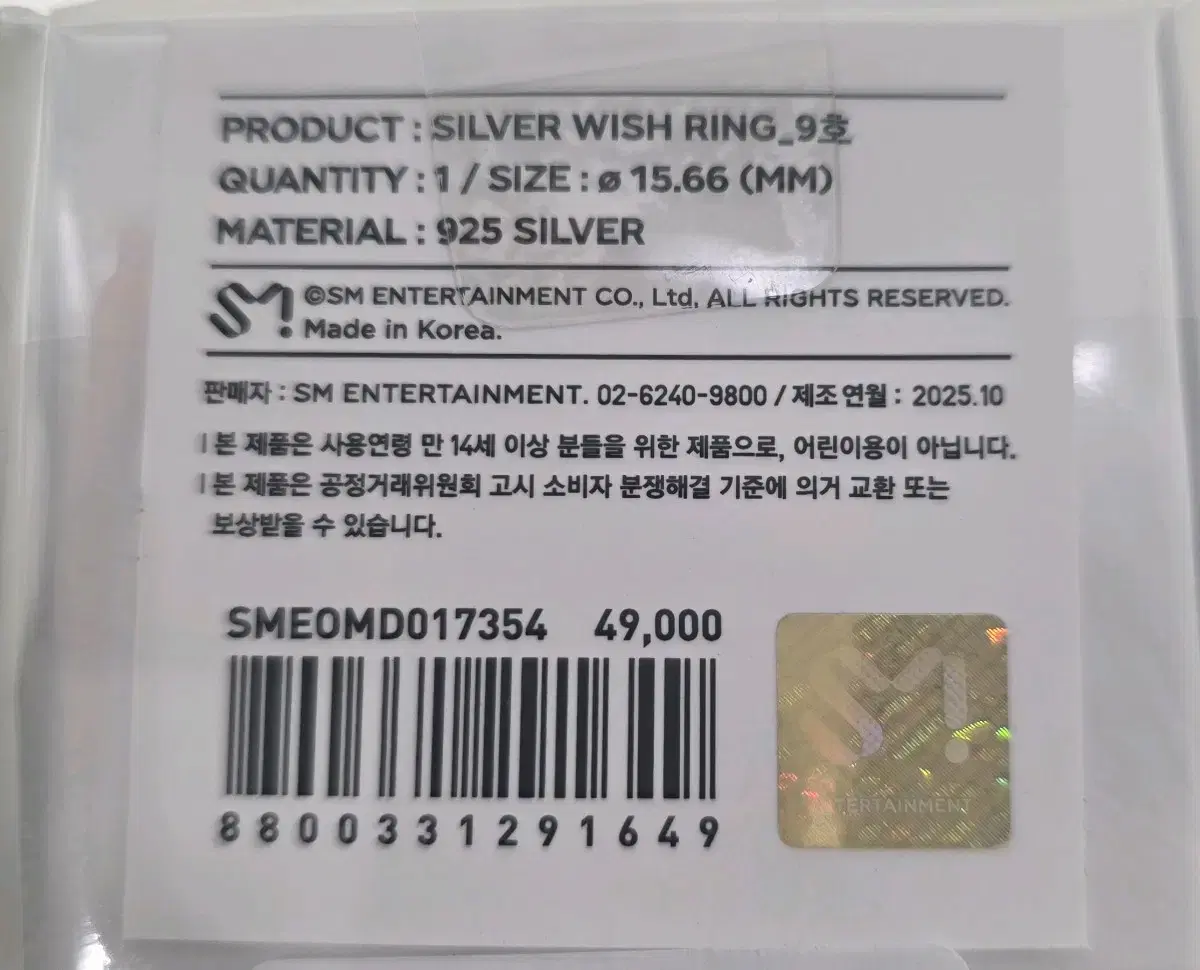 PRODUCT : SILVER WISH RING_9호
QUANTITY : 1 / SIZE : ø 15.66 (MM)
MATERIAL : 925 SILVER
SM! ©SM ENTERTAINMENT CO., Ltd. ALL RIGHTS RESERVED.
Made in Korea.
판매자 : SM ENTERTAINMENT. 02-6240-9800 / 제조연월 : 2025.10
| 본 제품은 사용연령 만 14세 이상 분들을 위한 제품으로, 어린이용이 아닙니다.
| 본 제품은 공정거래위원회 고시 소비자 분쟁해결 기준에 의거 교환 또는
보상받을 수 있습니다.
SMEOMD017354 49,000
8800331291649
SM!
ENTERTAINMENT